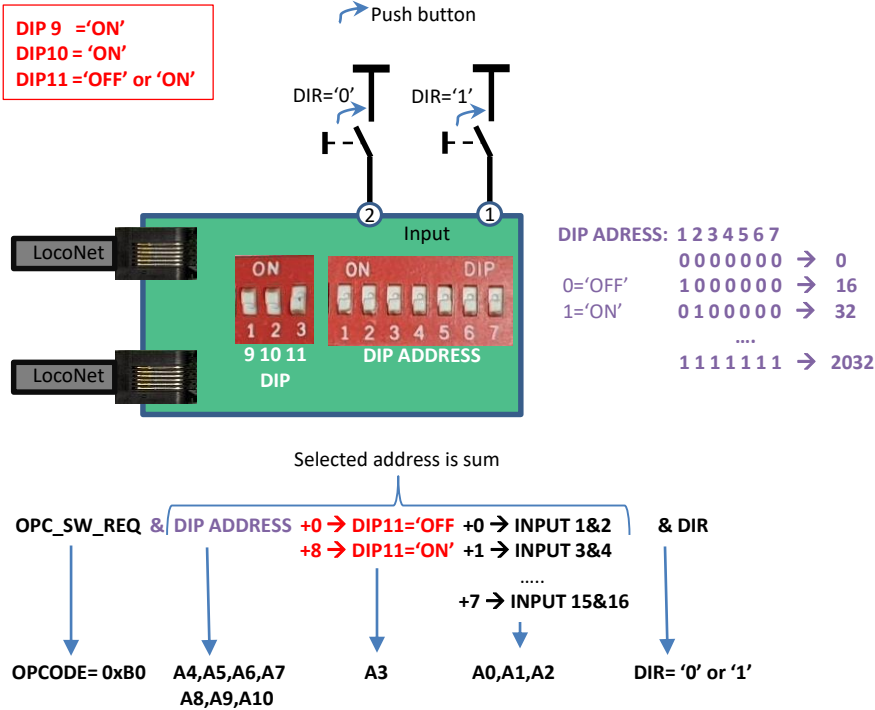 DIP 9 =‘ON’
DIP10 = ‘ON’
DIP11 =‘OFF’ or ‘ON’
Push button
DIR=‘0’
DIR=‘1’
2
1
Input
LocoNet
LocoNet
ON
1 2 3
ON DIP
1 2 3 4 5 6 7
9 10 11
DIP
DIP ADDRESS
DIP ADRESS: 1 2 3 4 5 6 7
0 0 0 0 0 0 0 → 0
0=‘OFF’ 1 0 0 0 0 0 0 → 16
1=‘ON’ 0 1 0 0 0 0 0 → 32
....
1 1 1 1 1 1 1 → 2032
Selected address is sum
OPC_SW_REQ & DIP ADDRESS +0 → DIP11=‘OFF +0 → INPUT 1&2 & DIR
+8 → DIP11=‘ON’ +1 → INPUT 3&4
.....
+7 → INPUT 15&16
OPCODE= 0xB0 A4,A5,A6,A7 A3 A0,A1,A2 DIR= ‘0’ or ‘1’
A8,A9,A10